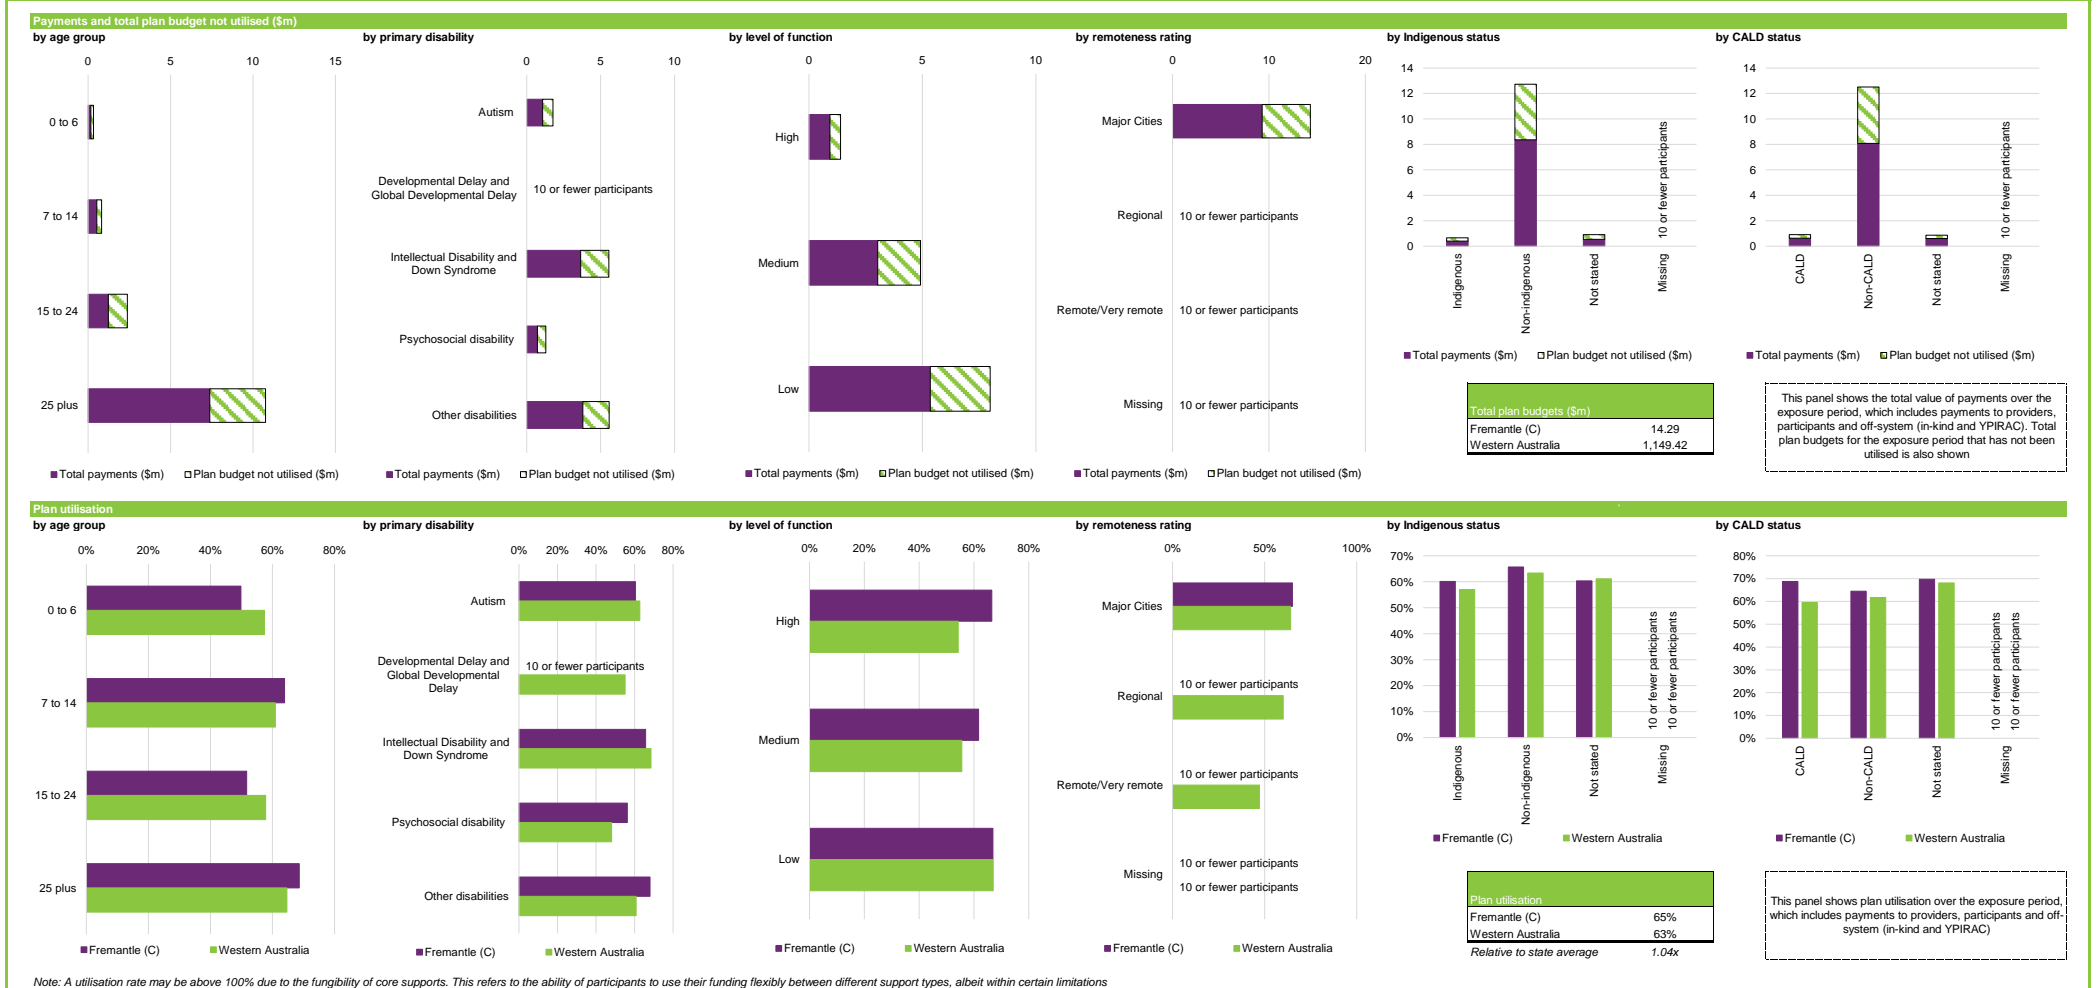 Payments and total plan budget not utilised ($m)
by age group
0 5 10 15
0 to 6
7 to 14
15 to 24
25 plus
Total payments ($m) Plan budget not utilised ($m)
by primary disability
0 5 10
Autism
Developmental Delay and
Global Developmental Delay
10 or fewer participants
Intellectual Disability and
Down Syndrome
Psychosocial disability
Other disabilities
Total payments ($m) Plan budget not utilised ($m)
by level of function
0 5 10
High
Medium
Low
Total payments ($m) Plan budget not utilised ($m)
by remoteness rating
0 10 20
Major Cities
Regional 10 or fewer participants
Remote/Very remote 10 or fewer participants
Missing 10 or fewer participants
Total payments ($m) Plan budget not utilised ($m)
by Indigenous status
14
12
10
8
6
4
2
0
10 or fewer participants
Indigenous
Non-indigenous
Not stated
Missing
Total payments ($m) Plan budget not utilised ($m)
by CALD status
14
12
10
8
6
4
2
0
10 or fewer participants
CALD
Non-CALD
Not stated
Missing
Total payments ($m) Plan budget not utilised ($m)
Total plan budgets ($m)
Fremantle (C) 14.29
Western Australia 1,149.42
This panel shows the total value of payments over the
exposure period, which includes payments to providers,
participants and off-system (in-kind and YPIRAC). Total
plan budgets for the exposure period that has not been
utilised is also shown
Plan utilisation
by age group
0% 20% 40% 60% 80%
0 to 6
7 to 14
15 to 24
25 plus
Fremantle (C) Western Australia
by primary disability
0% 20% 40% 60% 80%
Autism
Developmental Delay and
Global Developmental
Delay
10 or fewer participants
Intellectual Disability and
Down Syndrome
Psychosocial disability
Other disabilities
Fremantle (C) Western Australia
by level of function
0% 20% 40% 60% 80%
High
Medium
Low
Fremantle (C) Western Australia
by remoteness rating
0% 50% 100%
Major Cities
Regional
10 or fewer participants
Remote/Very remote
10 or fewer participants
Missing
10 or fewer participants
10 or fewer participants
Fremantle (C) Western Australia
by Indigenous status
70%
60%
50%
40%
30%
20%
10%
0%
10 or fewer participants
10 or fewer participants
Indigenous
Non-indigenous
Not stated
Missing
Fremantle (C) Western Australia
by CALD status
80%
70%
60%
50%
40%
30%
20%
10%
0%
10 or fewer participants
10 or fewer participants
CALD
Non-CALD
Not stated
Missing
Fremantle (C) Western Australia
Plan utilisation
Fremantle (C) 65%
Western Australia 63%
Relative to state average 1.04x
This panel shows plan utilisation over the exposure period,
which includes payments to providers, participants and off-
system (in-kind and YPIRAC)
Note: A utilisation rate may be above 100% due to the fungibility of core supports. This refers to the ability of participants to use their funding flexibly between different support types, albeit within certain limitations